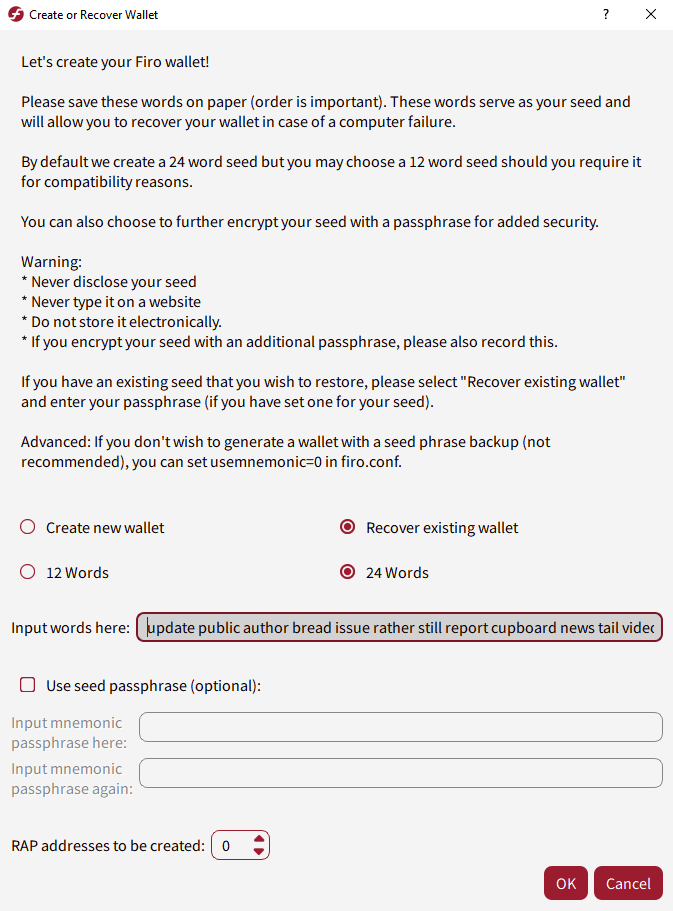 Create or Recover Wallet
Let's create your Firo wallet!
Please save these words on paper (order is important). These words serve as your seed and
will allow you to recover your wallet in case of a computer failure.
By default we create a 24 word seed but you may choose a 12 word seed should you require it
for compatibility reasons.
You can also choose to further encrypt your seed with a passphrase for added security.
Warning:
* Never disclose your seed
* Never type it on a website
* Do not store it electronically.
* If you encrypt your seed with an additional passphrase, please also record this.
If you have an existing seed that you wish to restore, please select "Recover existing wallet"
and enter your passphrase (if you have set one for your seed).
Advanced: If you don't wish to generate a wallet with a seed phrase backup (not
recommended), you can set usemnemonic=0 in firo.conf.
Create new wallet Recover existing wallet
12 Words 24 Words
Input words here: update public author bread issue rather still report cupboard news tail
Use seed passphrase (optional):
Input mnemonic
passphrase here:
Input mnemonic
passphrase again:
RAP addresses to be created: 0
OK Cancel